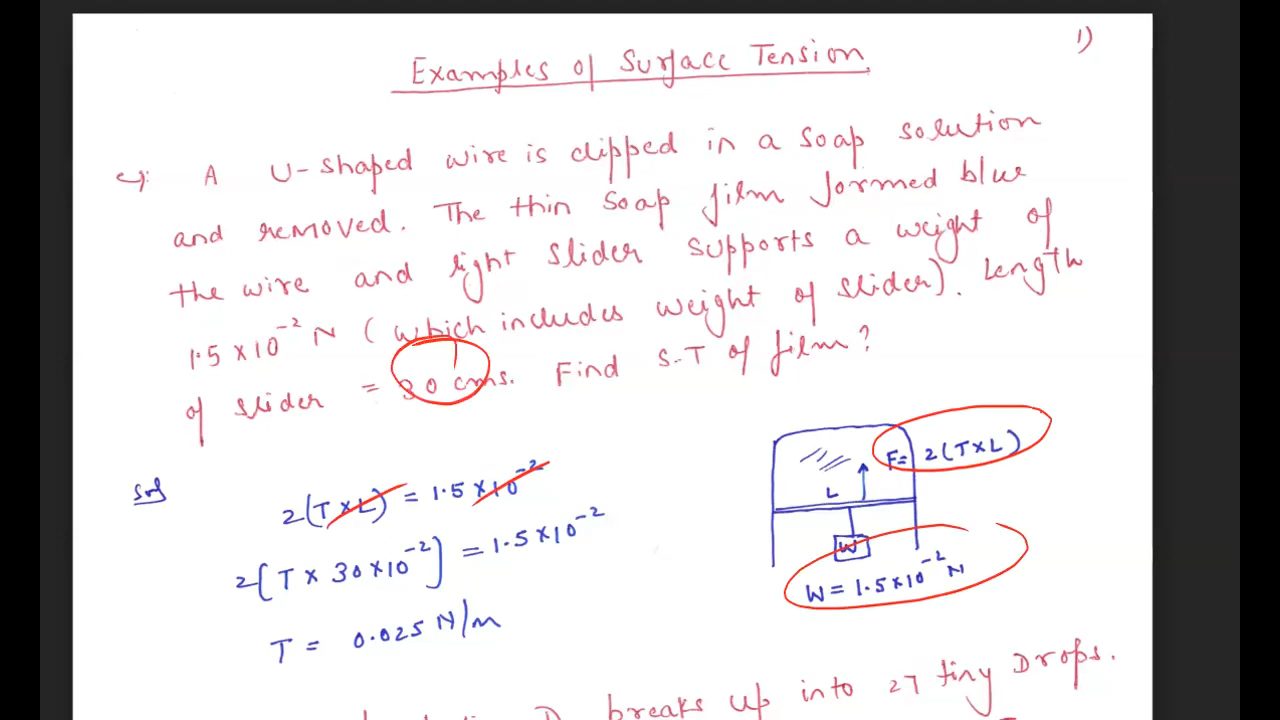 1)
Examples of Surface Tension
eg: A U-shaped wire is dipped in a soap solution
and removed. The thin soap film formed b/w
the wire and light slider supports a weight of
1.5 × 10⁻² N (which includes weight of slider). Length
of slider = 30 cms. Find S.T of film?
Sol
2(T × L) = 1.5 × 10⁻²
2(T × 30 × 10⁻²) = 1.5 × 10⁻²
T = 0.025 N/m
F = 2(T × L)
L
W
W = 1.5 × 10⁻² N
D breaks up into 27 tiny Drops.